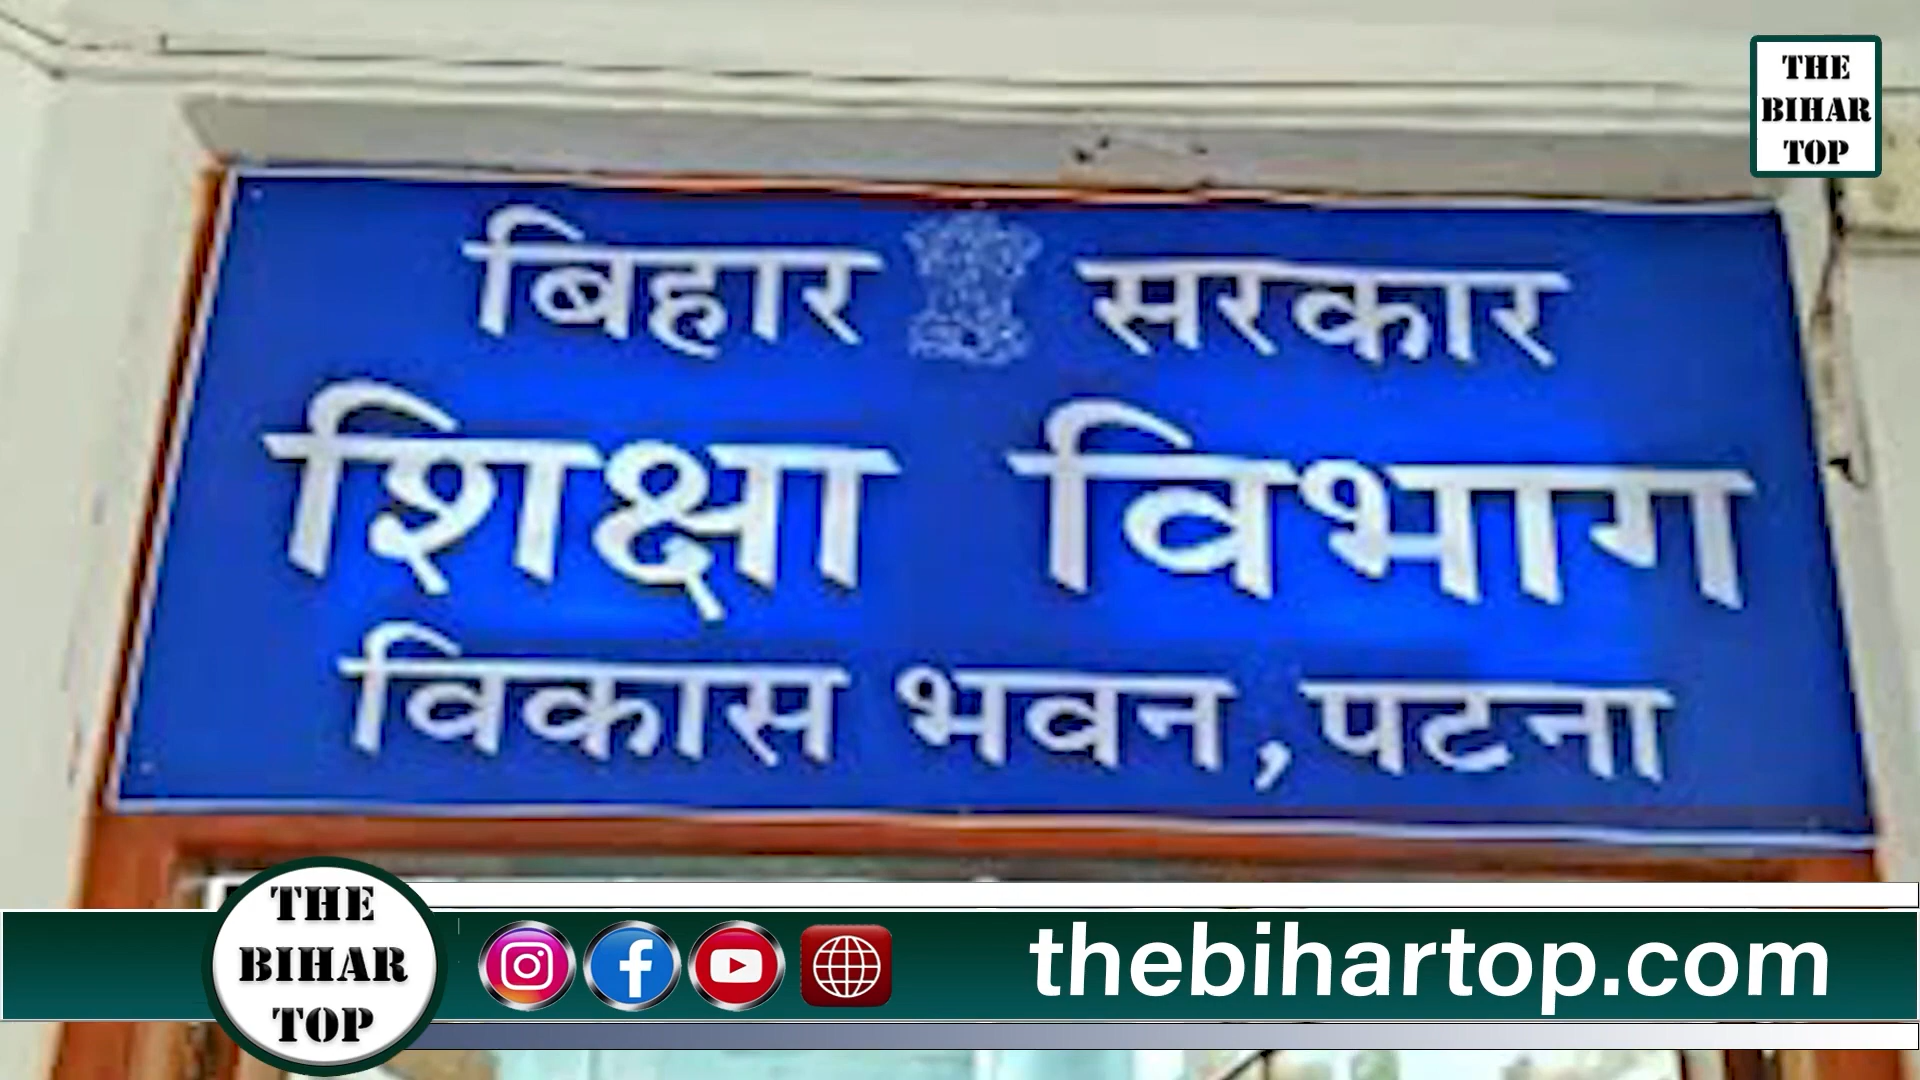 THE
BIHAR
TOP
बिहार सरकार
शिक्षा विभाग
विकास भवन, पटना
THE
BIHAR
TOP
thebihartop.com